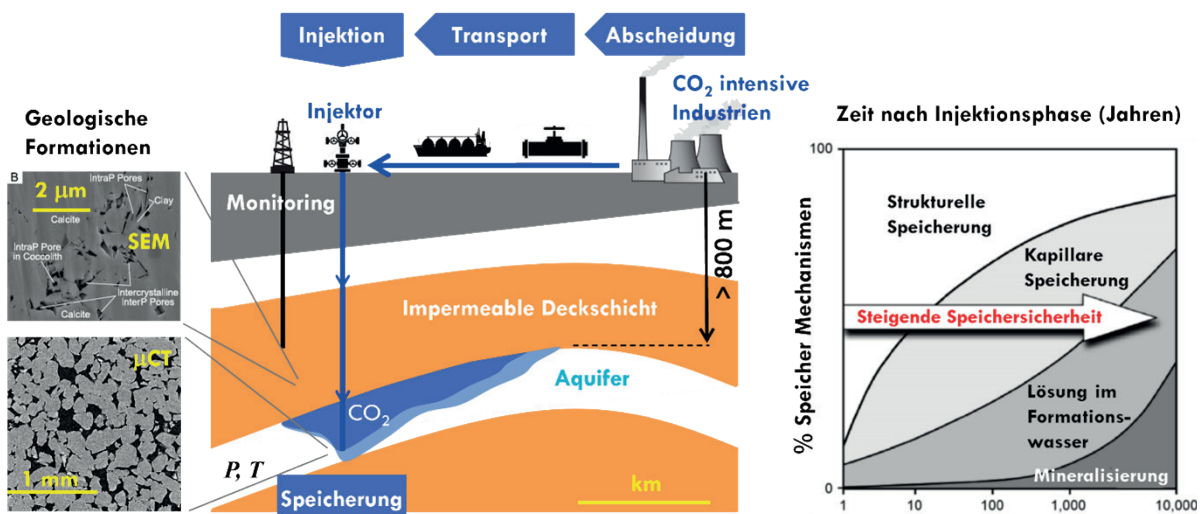 Injektion
Transport
Abscheidung
CO₂ intensive
Industrien
Injektor
Geologische
Formationen
B
2 µm
IntraP Pores
Clay
Calcite
SEM
IntraP Pore
in Coccolith
Intercrystalline
InterP Pores
Calcite
µCT
1 mm
Monitoring
> 800 m
Impermeable Deckschicht
Aquifer
CO₂
P, T
Speicherung
km
Zeit nach Injektionsphase (Jahren)
100
% Speicher Mechanismen
Strukturelle
Speicherung
Kapillare
Speicherung
Steigende Speichersicherheit
Lösung im
Formations-
wasser
Mineralisierung
0
1
10
100
1,000
10,000